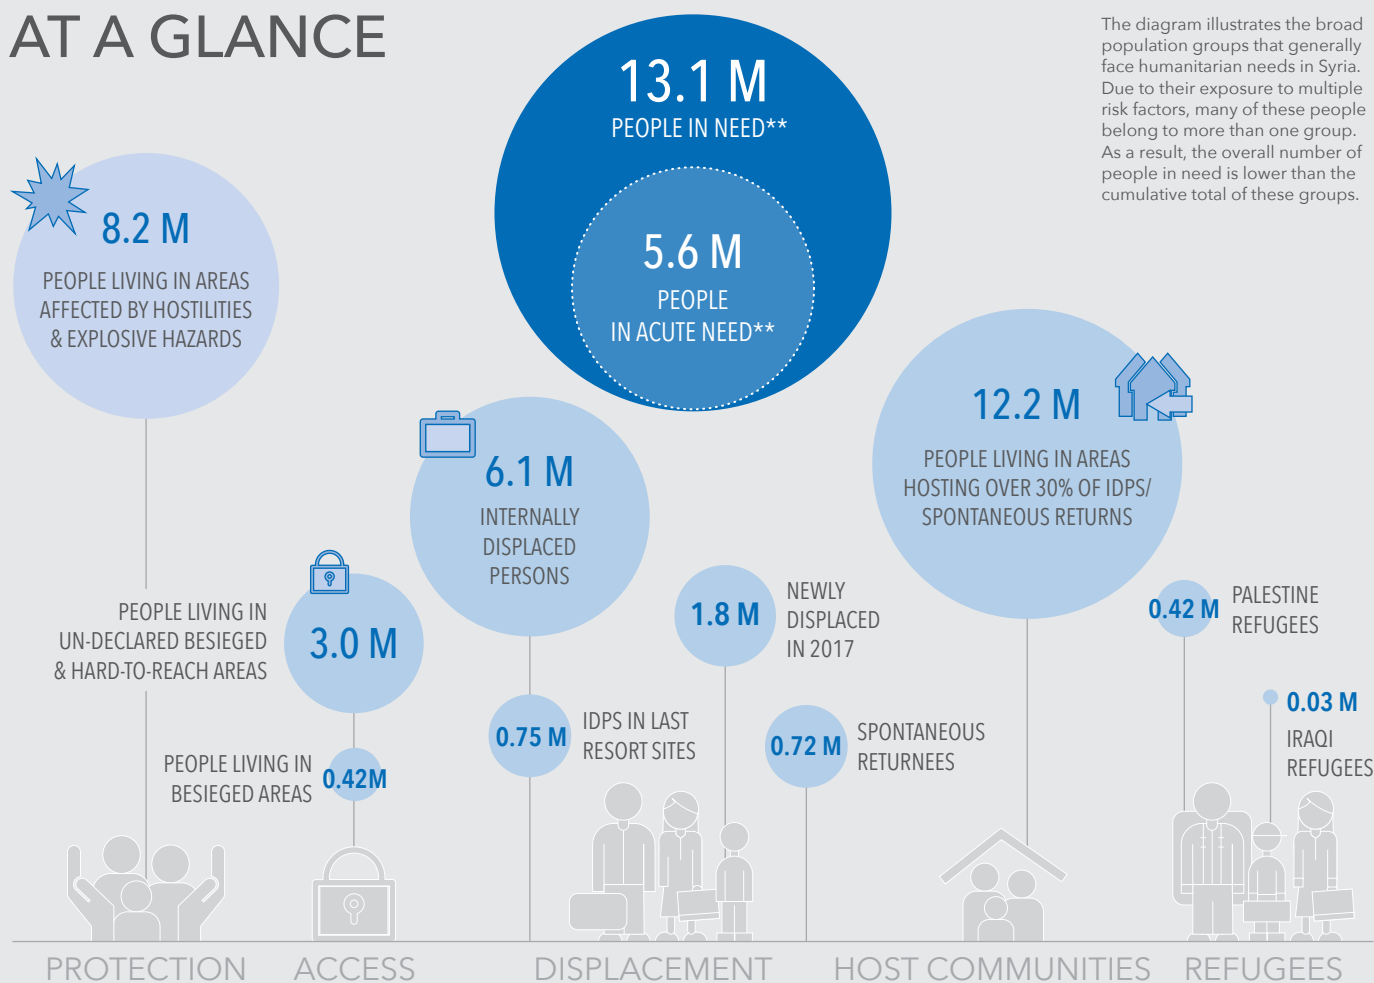 AT A GLANCE
The diagram illustrates the broad
population groups that generally
face humanitarian needs in Syria.
Due to their exposure to multiple
risk factors, many of these people
belong to more than one group.
As a result, the overall number of
people in need is lower than the
cumulative total of these groups.
13.1 M
PEOPLE IN NEED**
5.6 M
PEOPLE
IN ACUTE NEED**
8.2 M
PEOPLE LIVING IN AREAS
AFFECTED BY HOSTILITIES
& EXPLOSIVE HAZARDS
PEOPLE LIVING IN
UN-DECLARED BESIEGED
& HARD-TO-REACH AREAS
3.0 M
PEOPLE LIVING IN
BESIEGED AREAS
0.42M
6.1 M
INTERNALLY
DISPLACED
PERSONS
0.75 M
IDPS IN LAST
RESORT SITES
1.8 M
NEWLY
DISPLACED
IN 2017
0.72 M
SPONTANEOUS
RETURNEES
12.2 M
PEOPLE LIVING IN AREAS
HOSTING OVER 30% OF IDPS/
SPONTANEOUS RETURNS
0.42 M
PALESTINE
REFUGEES
0.03 M
IRAQI
REFUGEES
PROTECTION
ACCESS
DISPLACEMENT
HOST COMMUNITIES
REFUGEES